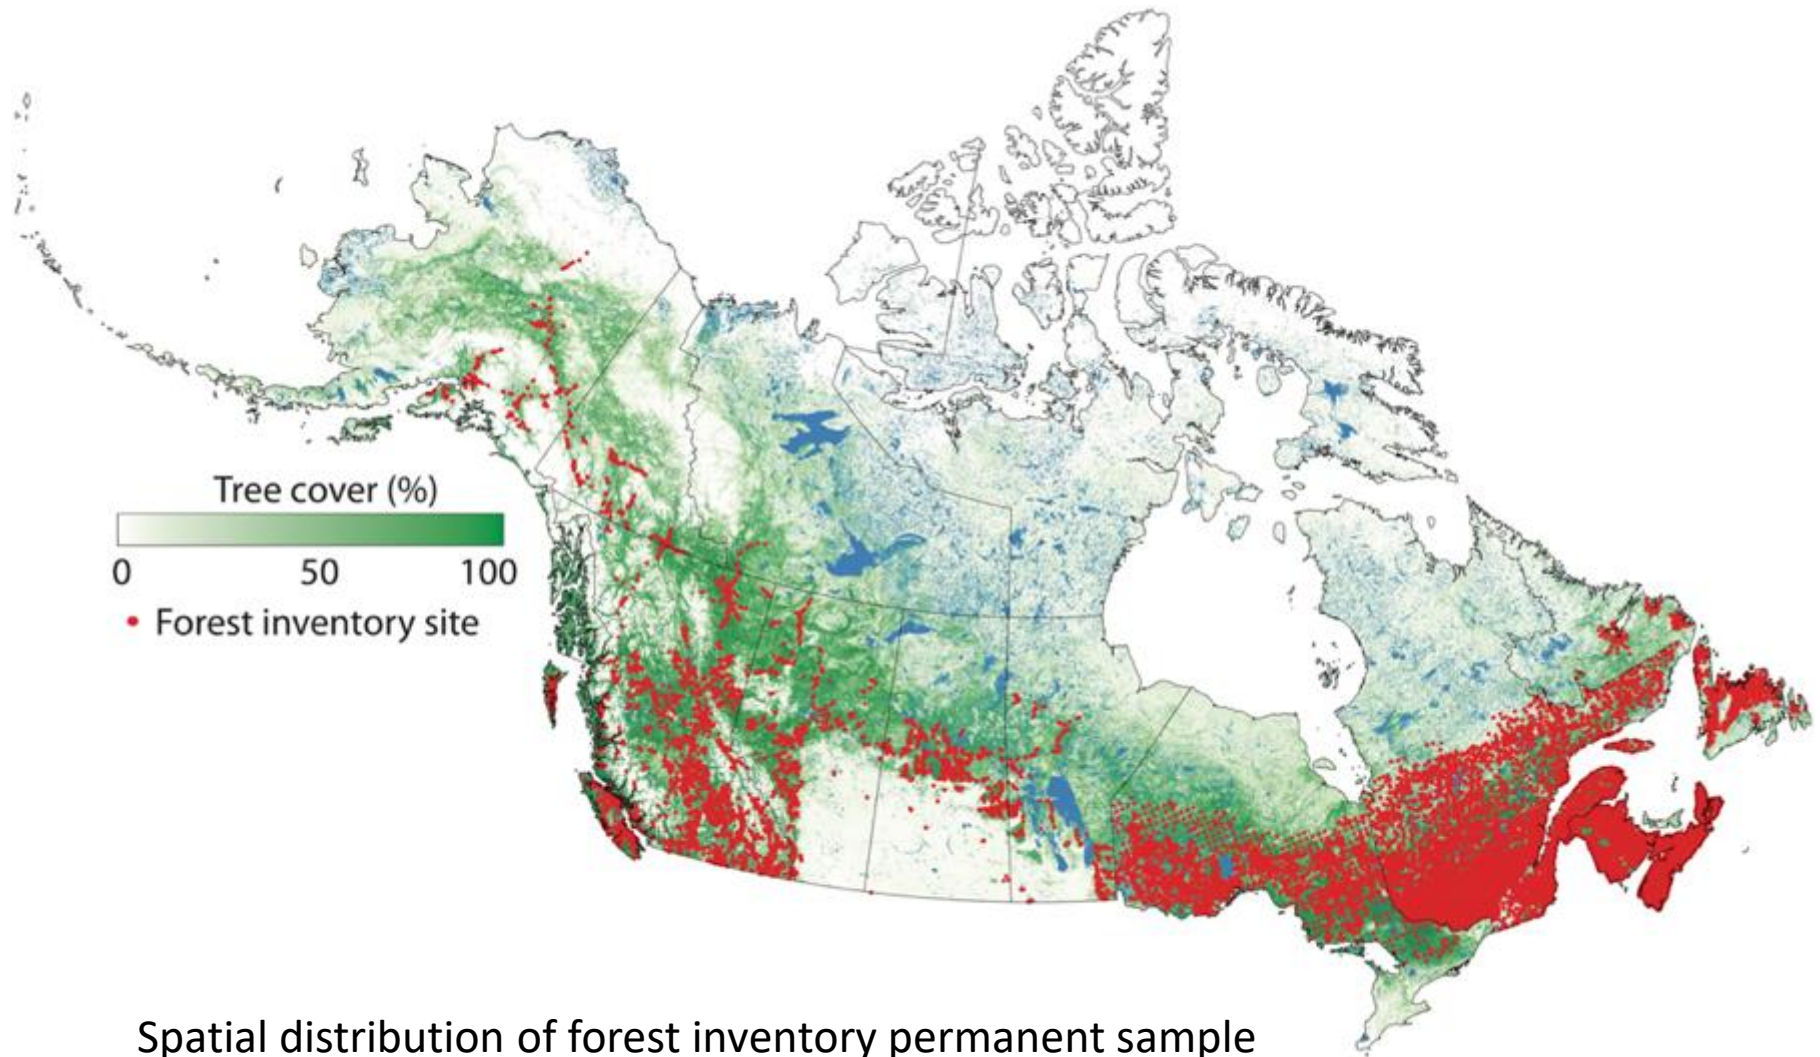 Tree cover (%)
0 50 100
Forest inventory site
Spatial distribution of forest inventory permanent sample